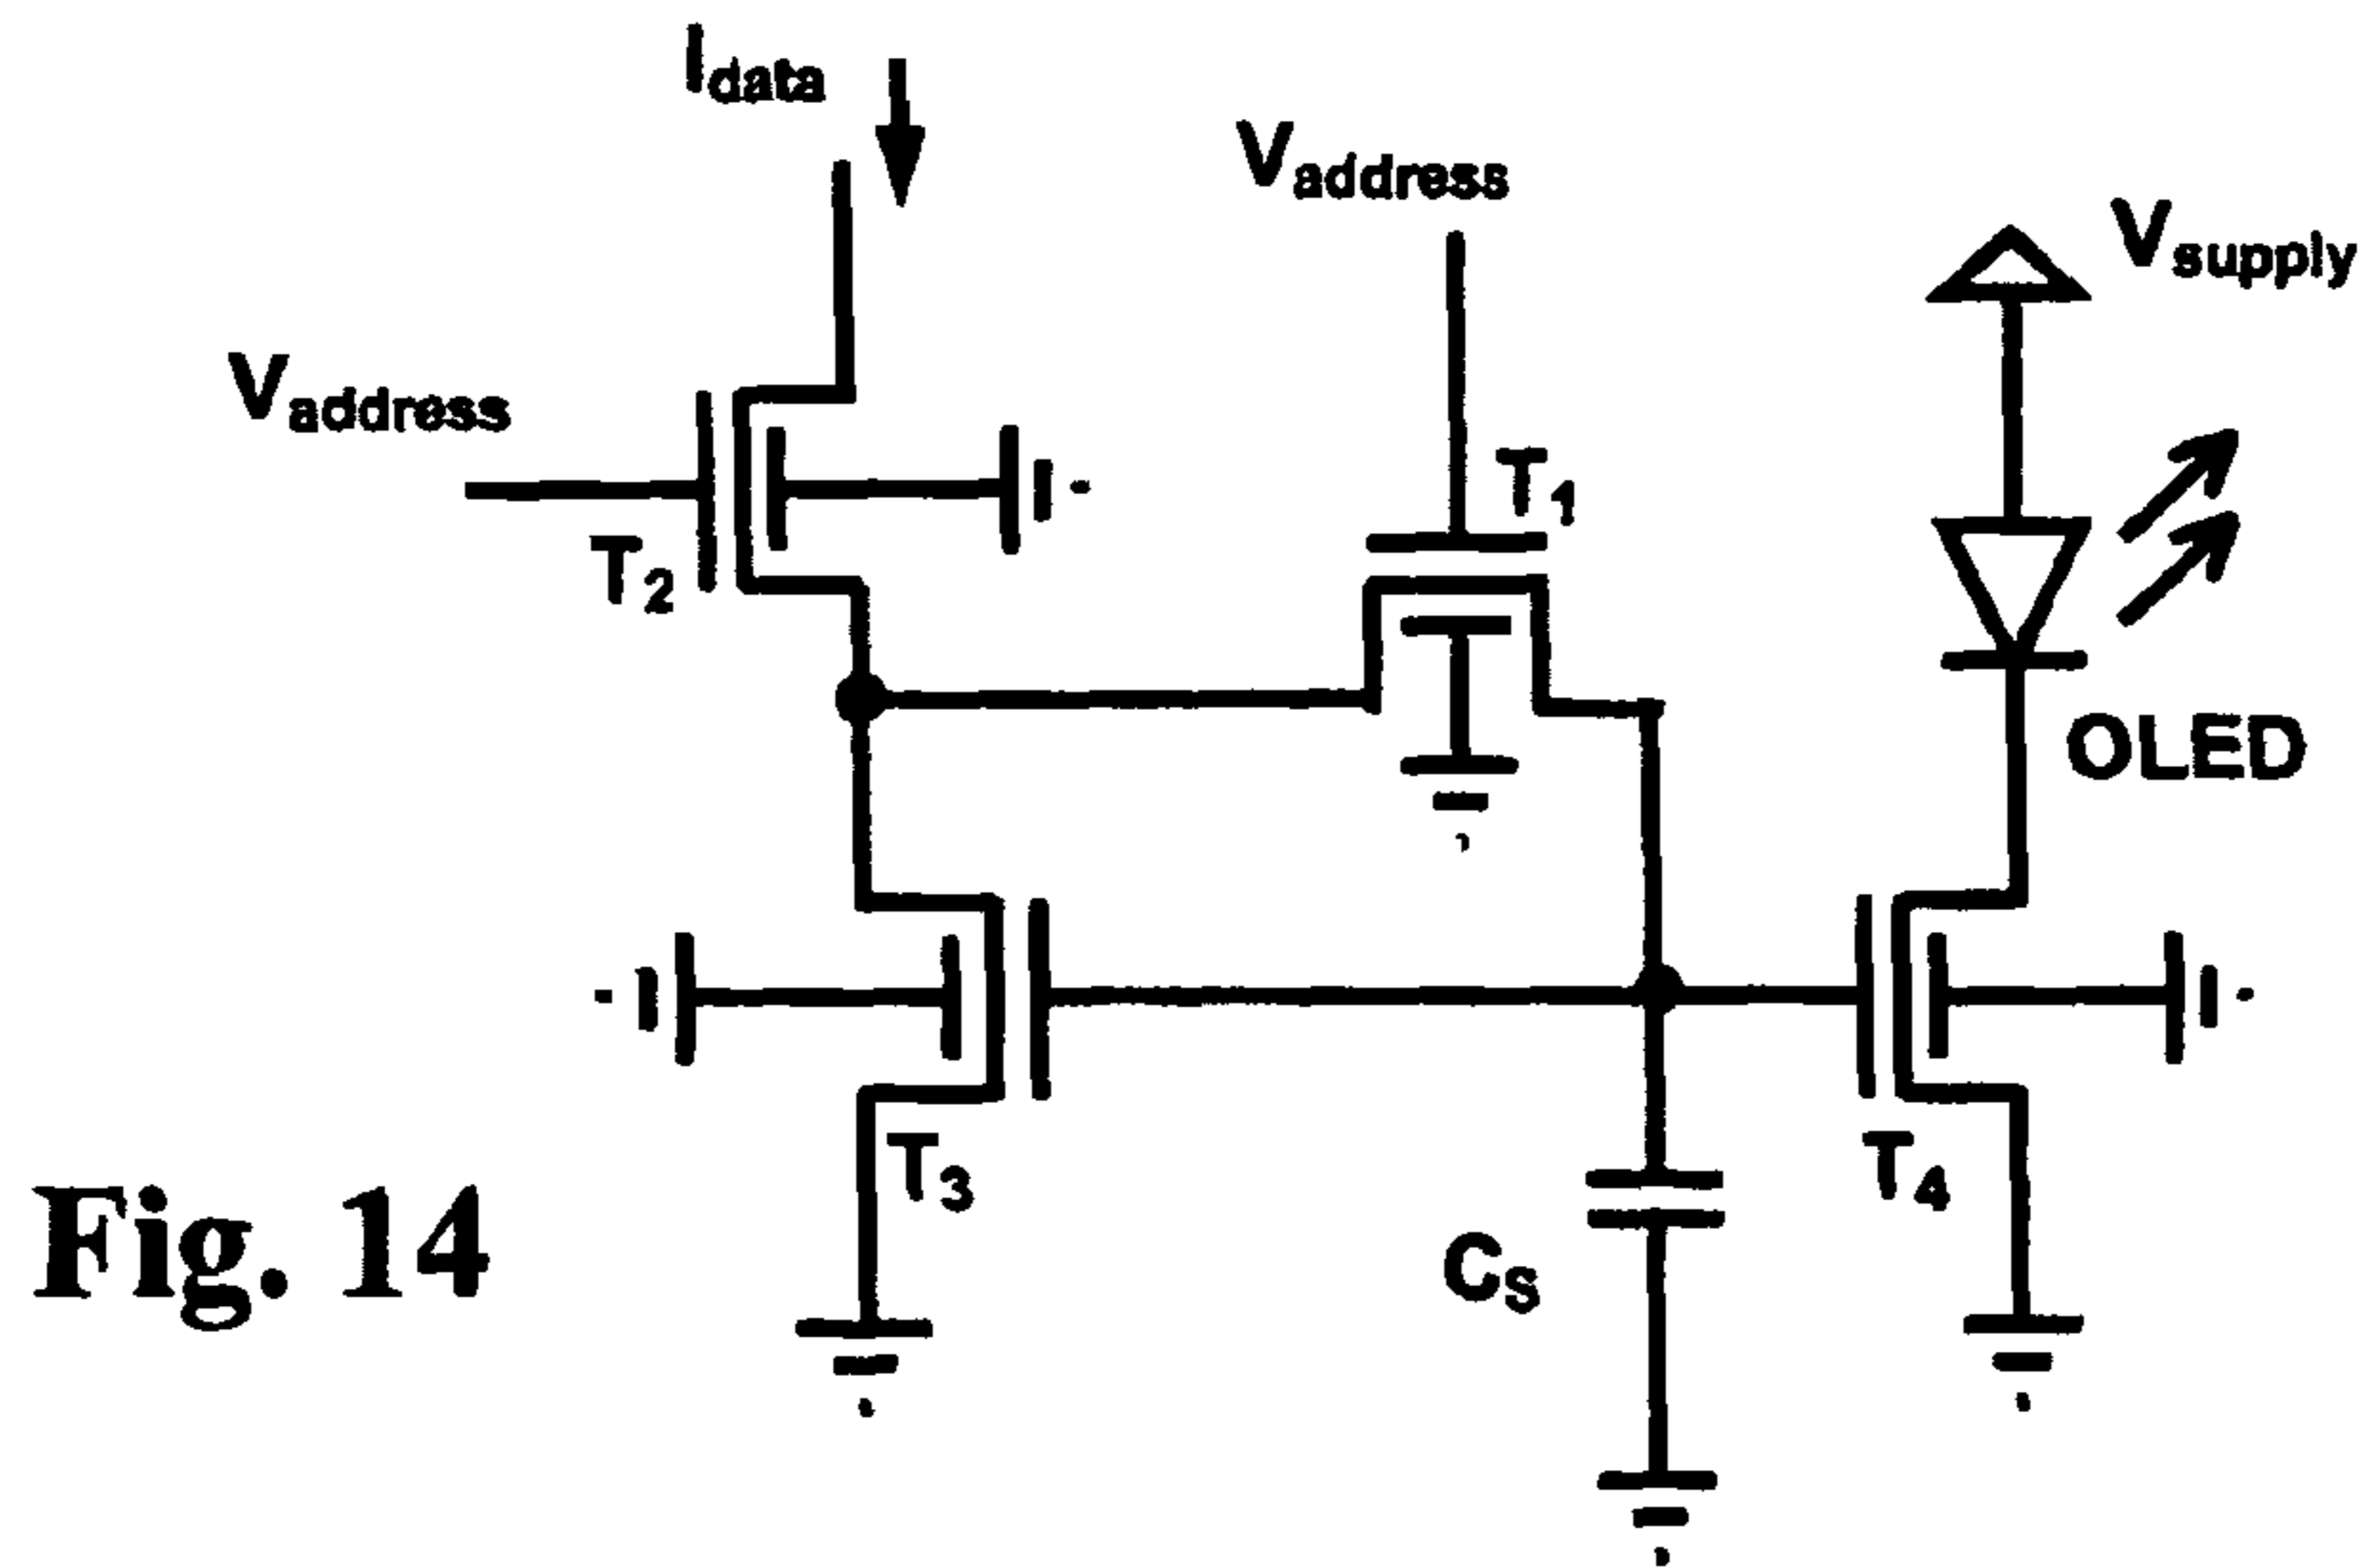 Idata
Vaddress
Vsupply
Vaddress
T1
T2
OLED
T3
T4
Cs
Fig. 14